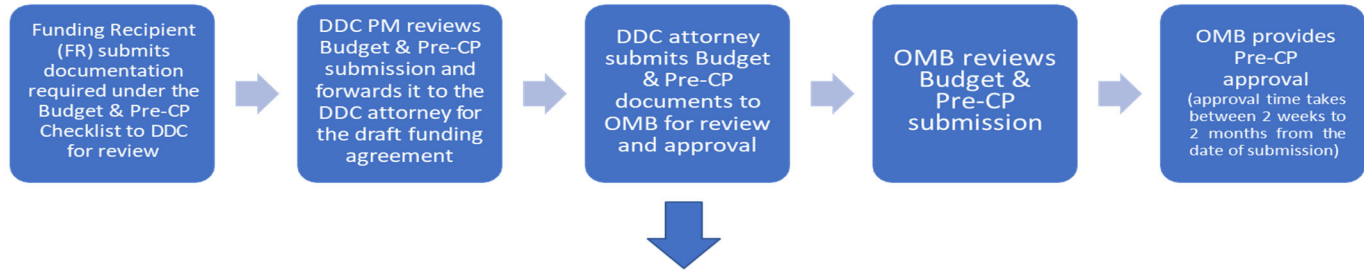 Funding Recipient
(FR) submits
documentation
required under the
Budget & Pre-CP
Checklist to DDC
for review
DDC PM reviews
Budget & Pre-CP
submission and
forwards it to the
DDC attorney for
the draft funding
agreement
DDC attorney
submits Budget
& Pre-CP
documents to
OMB for review
and approval
OMB reviews
Budget &
Pre-CP
submission
OMB provides
Pre-CP
approval
(approval time takes
between 2 weeks to
2 months from the
date of submission)